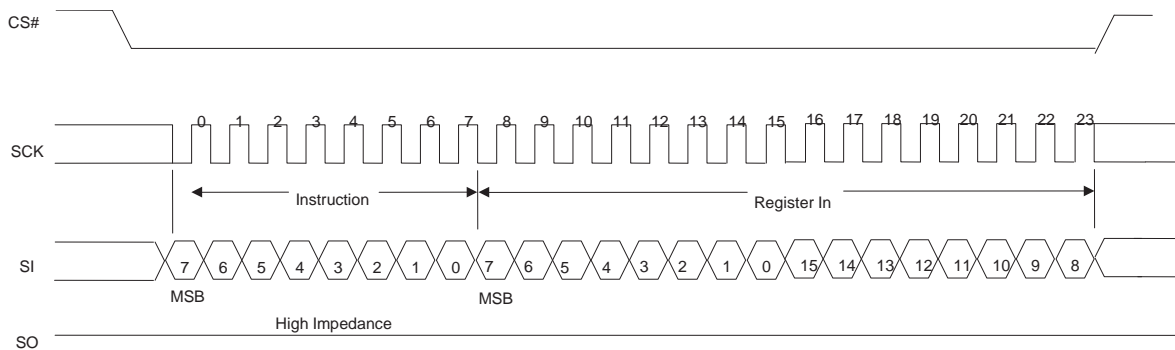 CS#
0 1 2 3 4 5 6 7 8 9 10 11 12 13 14 15 16 17 18 19 20 21 22 23
SCK
Instruction Register In
SI 7 6 5 4 3 2 1 0 7 6 5 4 3 2 1 0 15 14 13 12 11 10 9 8
MSB MSB
High Impedance
SO